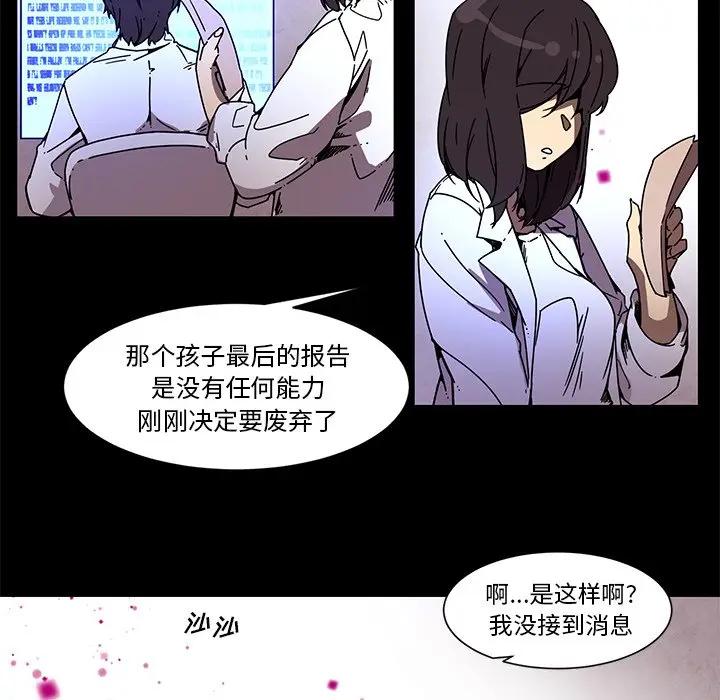 那个孩子最后的报告
是没有任何能力
刚刚决定要废弃了
啊...是这样啊?
我没接到消息
沙沙